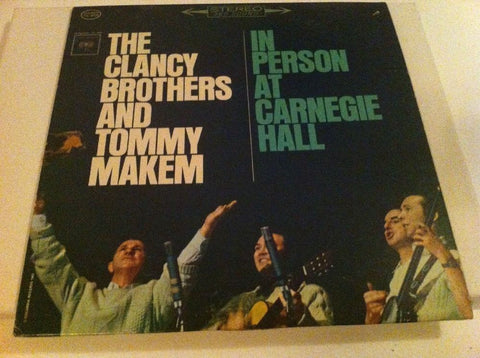 STEREO
THE
CLANCY
BROTHERS
AND
TOMMY
MAKEM
IN
PERSON
AT
CARNEGIE
HALL